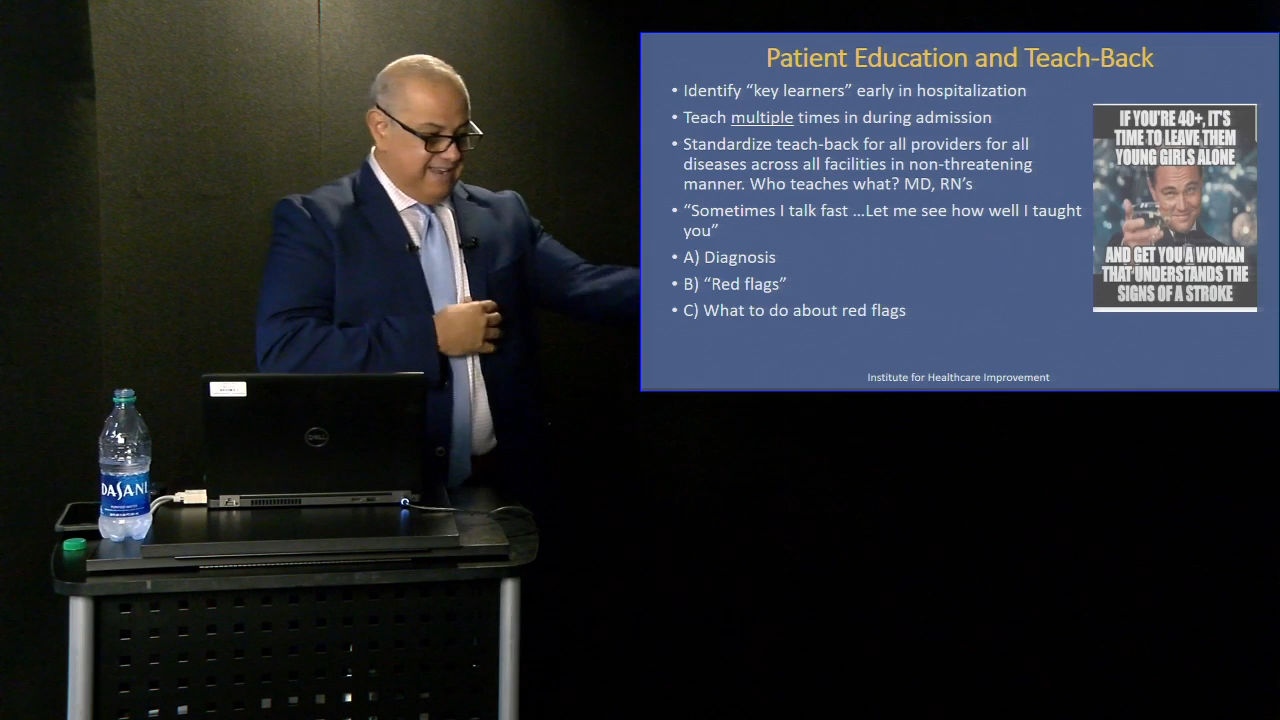 Patient Education and Teach-Back
• Identify “key learners” early in hospitalization
• Teach multiple times in during admission
• Standardize teach-back for all providers for all
diseases across all facilities in non-threatening
manner. Who teaches what? MD, RN’s
• “Sometimes I talk fast …Let me see how well I taught
you”
• A) Diagnosis
• B) “Red flags”
• C) What to do about red flags
IF YOU'RE 40+, IT'S
TIME TO LEAVE THEM
YOUNG GIRLS ALONE
AND GET YOU A WOMAN
THAT UNDERSTANDS THE
SIGNS OF A STROKE
Institute for Healthcare Improvement
DELL
DASANI